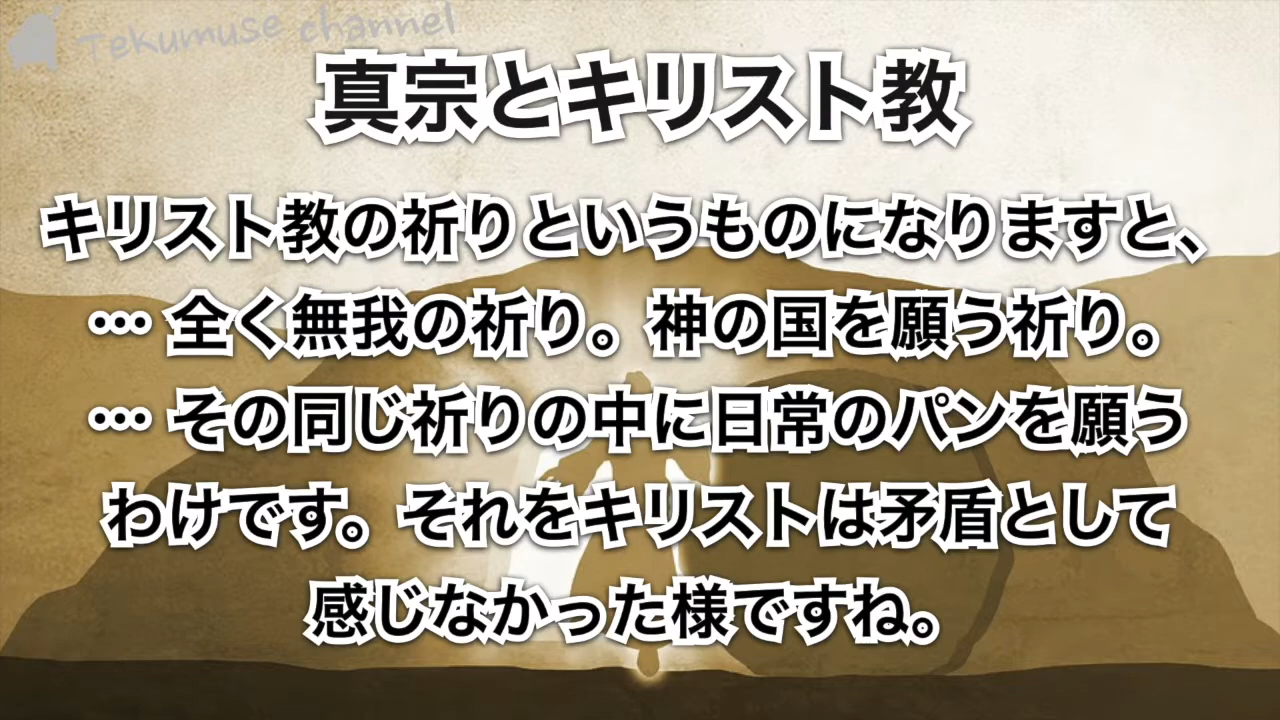 Tekumuse channel
真宗とキリスト教
キリスト教の祈りというものになりますと、
… 全く無我の祈り。神の国を願う祈り。
… その同じ祈りの中に日常のパンを願う
わけです。それをキリストは矛盾として
感じなかった様ですね。